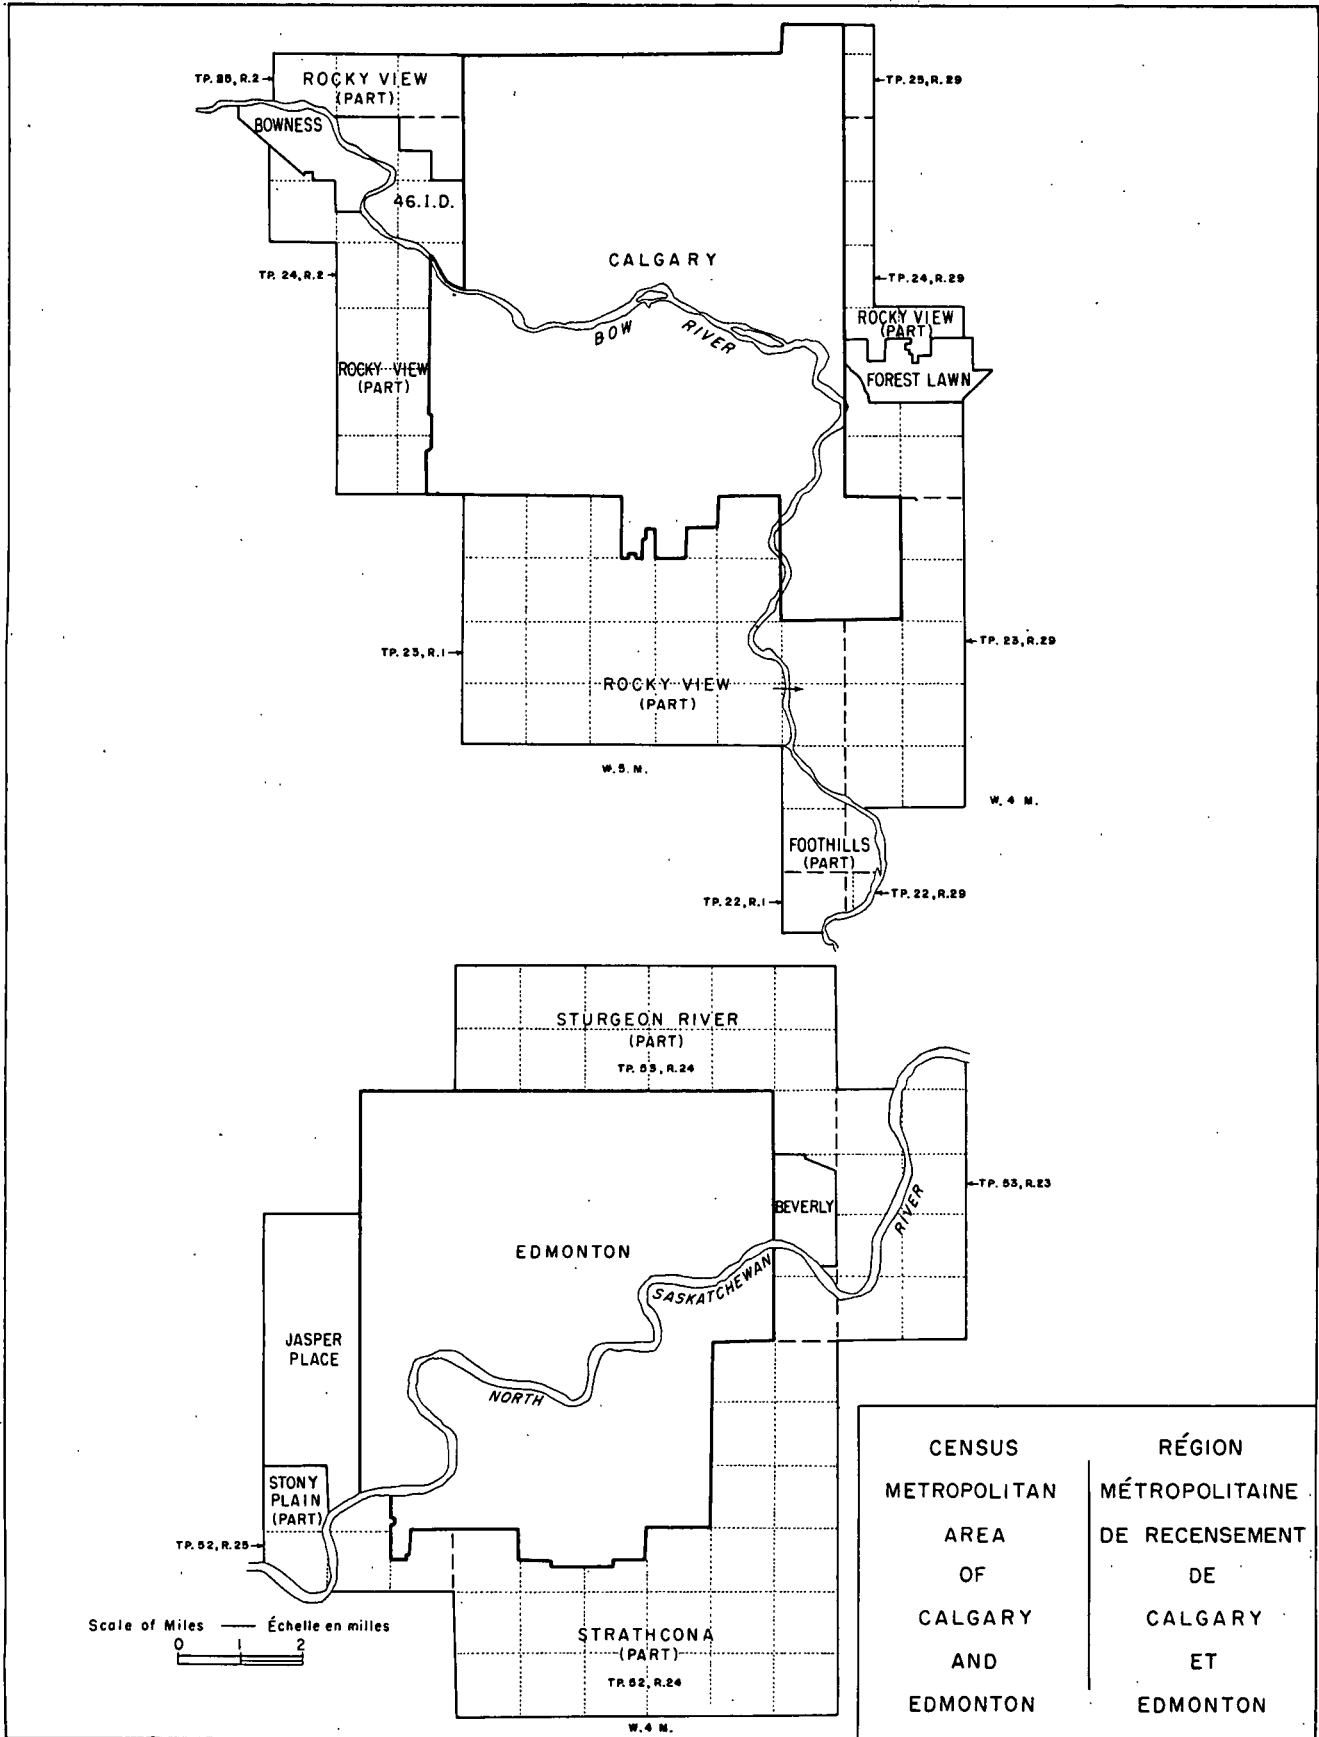 TP. 25, R.2
ROCKY VIEW
(PART)
TP. 25, R.29
BOWNESS
46.I.D.
CALGARY
TP. 24, R.2
TP. 24, R.29
BOW RIVER
ROCKY VIEW
(PART)
ROCKY VIEW
(PART)
FOREST LAWN
TP. 23, R.1
TP. 23, R.29
ROCKY VIEW
(PART)
W. 5. M.
W. 4 M.
FOOTHILLS
(PART)
TP. 22, R.1
TP. 22, R.29
STURGEON RIVER
(PART)
TP. 53, R.24
TP. 53, R.23
BEVERLY
EDMONTON
NORTH SASKATCHEWAN RIVER
JASPER
PLACE
STONY
PLAIN
(PART)
TP. 52, R.25
Scale of Miles — Échelle en milles
0 1 2
STRATHCONA
(PART)
TP. 52, R.24
W. 4 M.
CENSUS
METROPOLITAN
AREA
OF
CALGARY
AND
EDMONTON
RÉGION
MÉTROPOLITAINE
DE RECENSEMENT
DE
CALGARY
ET
EDMONTON